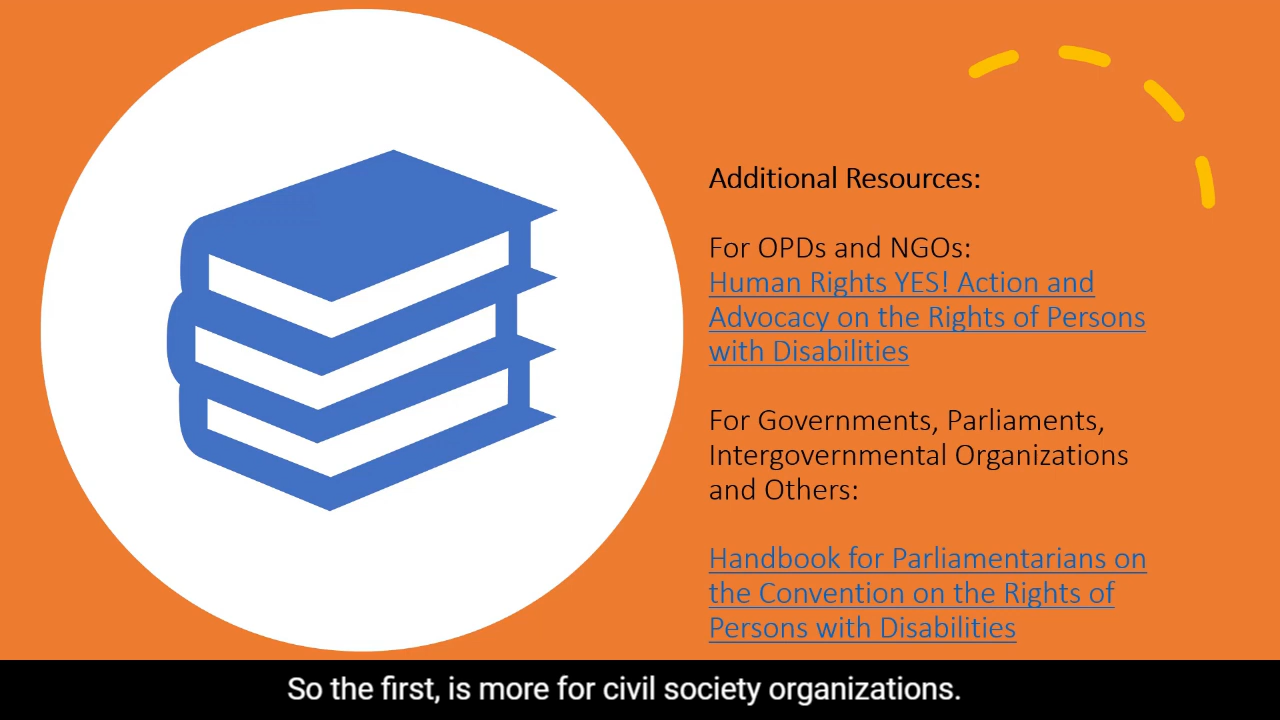 Additional Resources:
For OPDs and NGOs:
Human Rights YES! Action and
Advocacy on the Rights of Persons
with Disabilities
For Governments, Parliaments,
Intergovernmental Organizations
and Others:
Handbook for Parliamentarians on
the Convention on the Rights of
Persons with Disabilities
So the first, is more for civil society organizations.